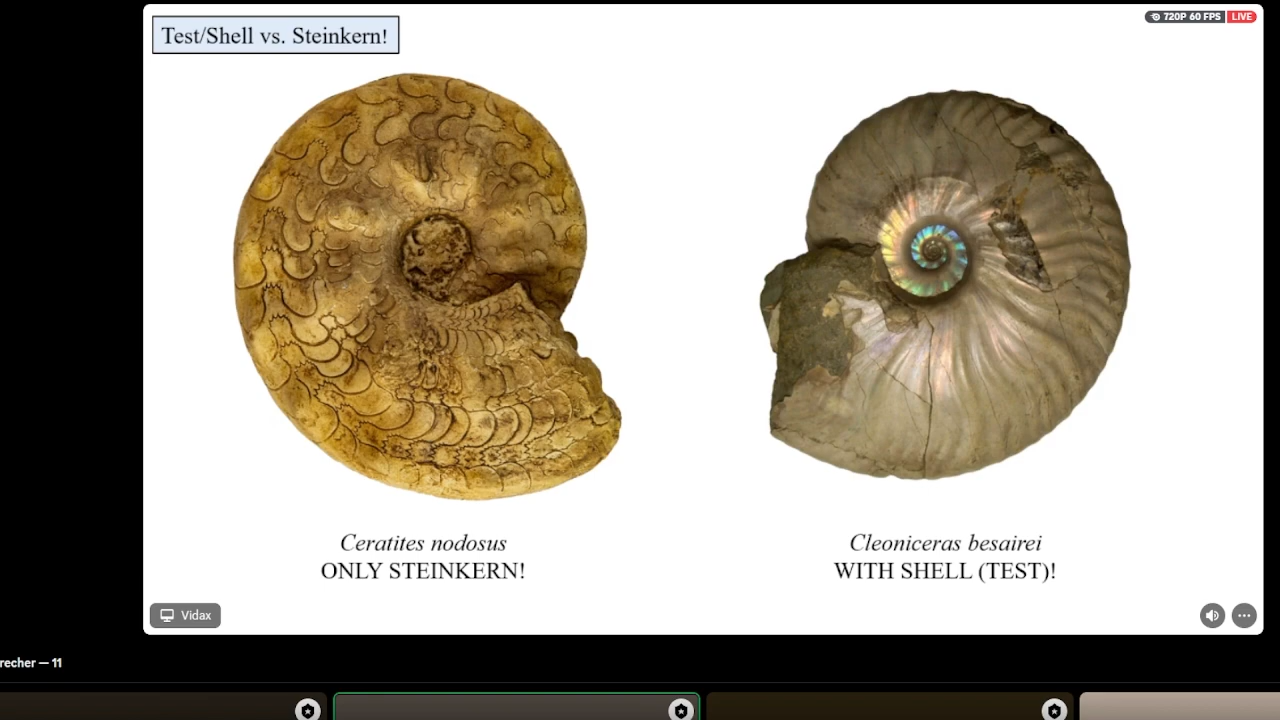 Test/Shell vs. Steinkern!
720P 60 FPS LIVE
Ceratites nodosus
ONLY STEINKERN!
Cleoniceras besairei
WITH SHELL (TEST)!
Vidax
recher — 11